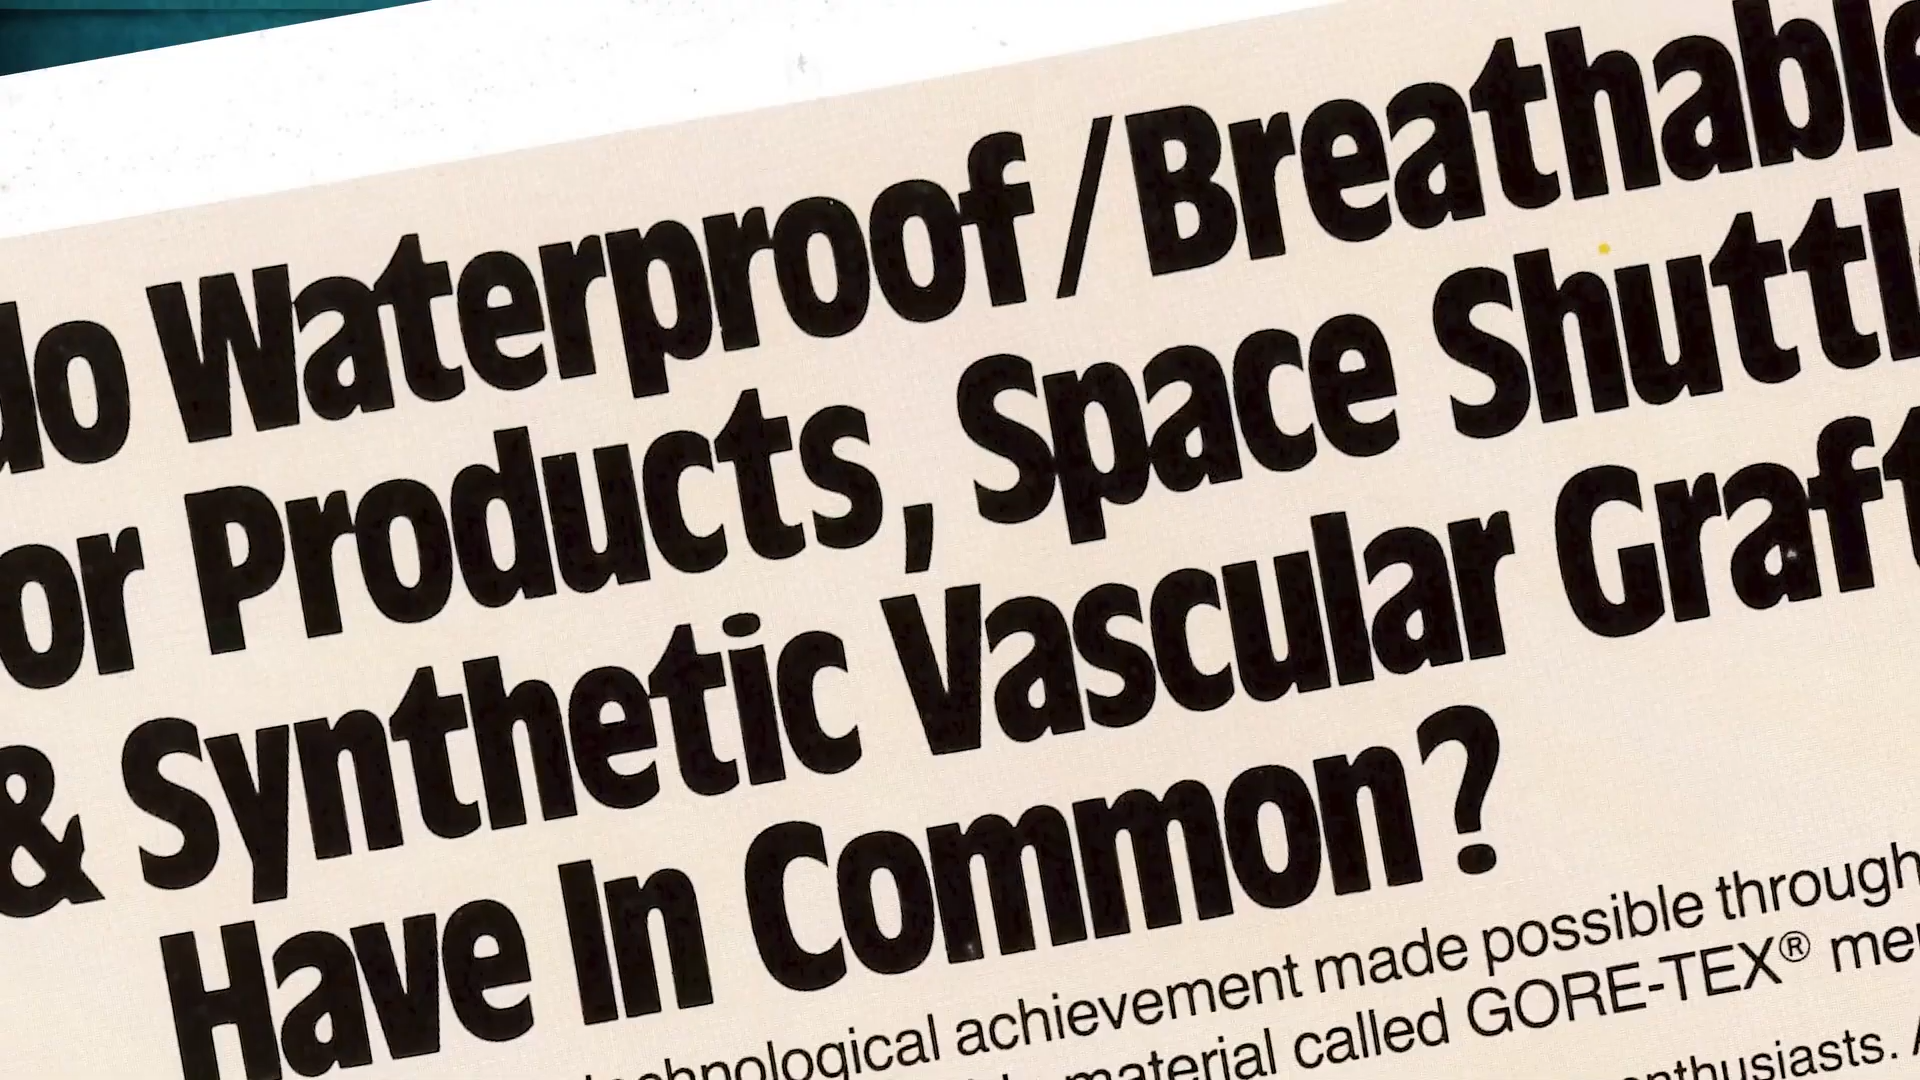 do Waterproof/Breathable
or Products, Space Shuttl
& Synthetic Vascular Graft
Have In Common?
technological achievement made possible through
material called GORE-TEX® me
enthusiasts. A